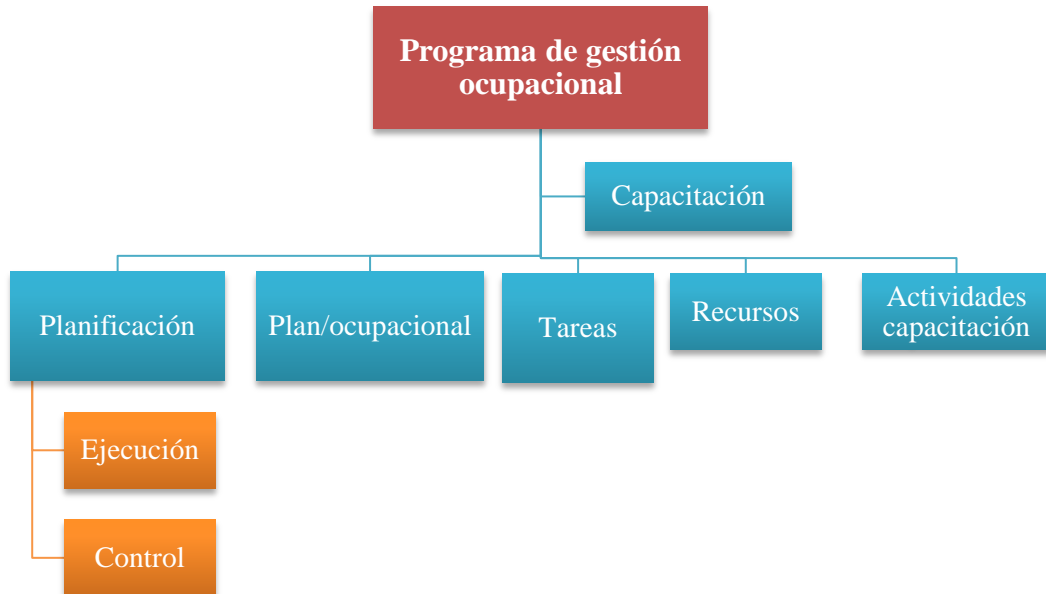 Programa de gestión
ocupacional
Capacitación
Planificación
Plan/ocupacional
Tareas
Recursos
Actividades
capacitación
Ejecución
Control